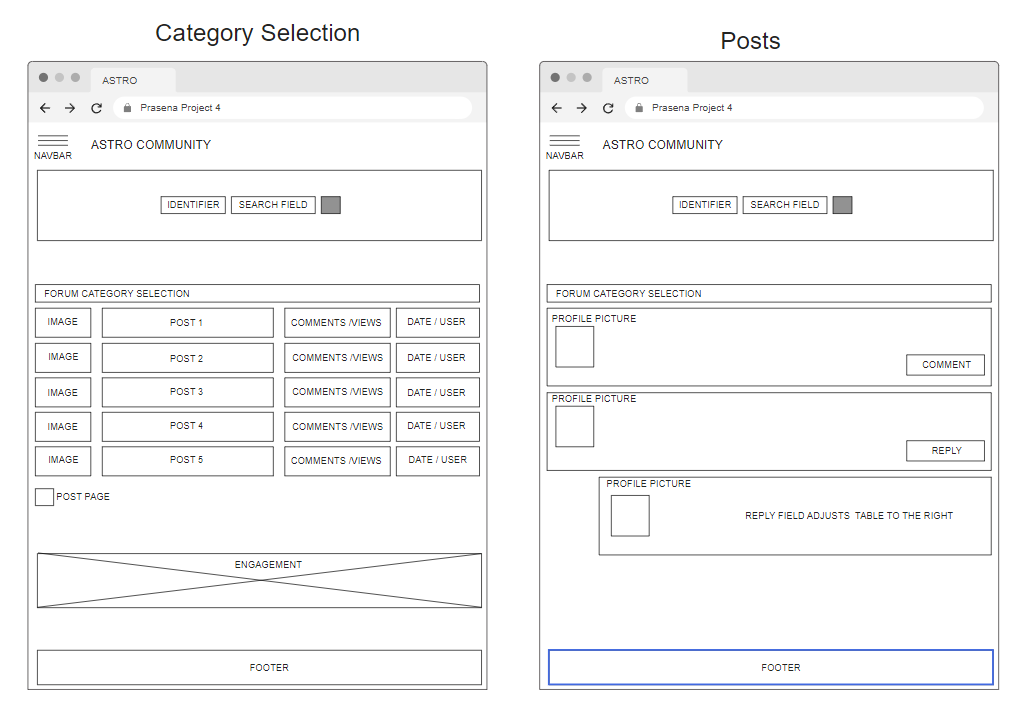 Category Selection
ASTRO
Prasena Project 4
NAVBAR
ASTRO COMMUNITY
IDENTIFIER
SEARCH FIELD
FORUM CATEGORY SELECTION
IMAGE
POST 1
COMMENTS /VIEWS
DATE / USER
IMAGE
POST 2
COMMENTS /VIEWS
DATE / USER
IMAGE
POST 3
COMMENTS /VIEWS
DATE / USER
IMAGE
POST 4
COMMENTS /VIEWS
DATE / USER
IMAGE
POST 5
COMMENTS /VIEWS
DATE / USER
POST PAGE
ENGAGEMENT
FOOTER
Posts
ASTRO
Prasena Project 4
NAVBAR
ASTRO COMMUNITY
IDENTIFIER
SEARCH FIELD
FORUM CATEGORY SELECTION
PROFILE PICTURE
COMMENT
PROFILE PICTURE
REPLY
PROFILE PICTURE
REPLY FIELD ADJUSTS  TABLE TO THE RIGHT
FOOTER